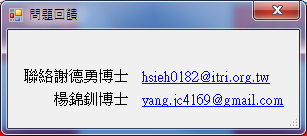 問題回饋
聯絡謝德勇博士 hsieh0182@itri.org.tw
楊錦釧博士 yang.jc4169@gmail.com